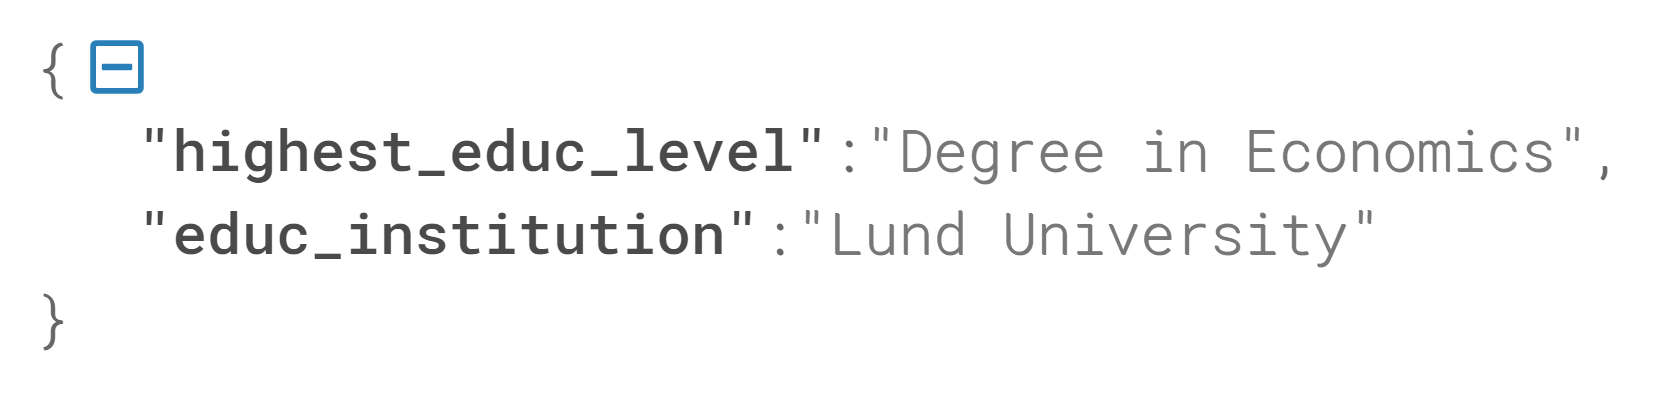 {
"highest_educ_level":"Degree in Economics",
"educ_institution":"Lund University"
}